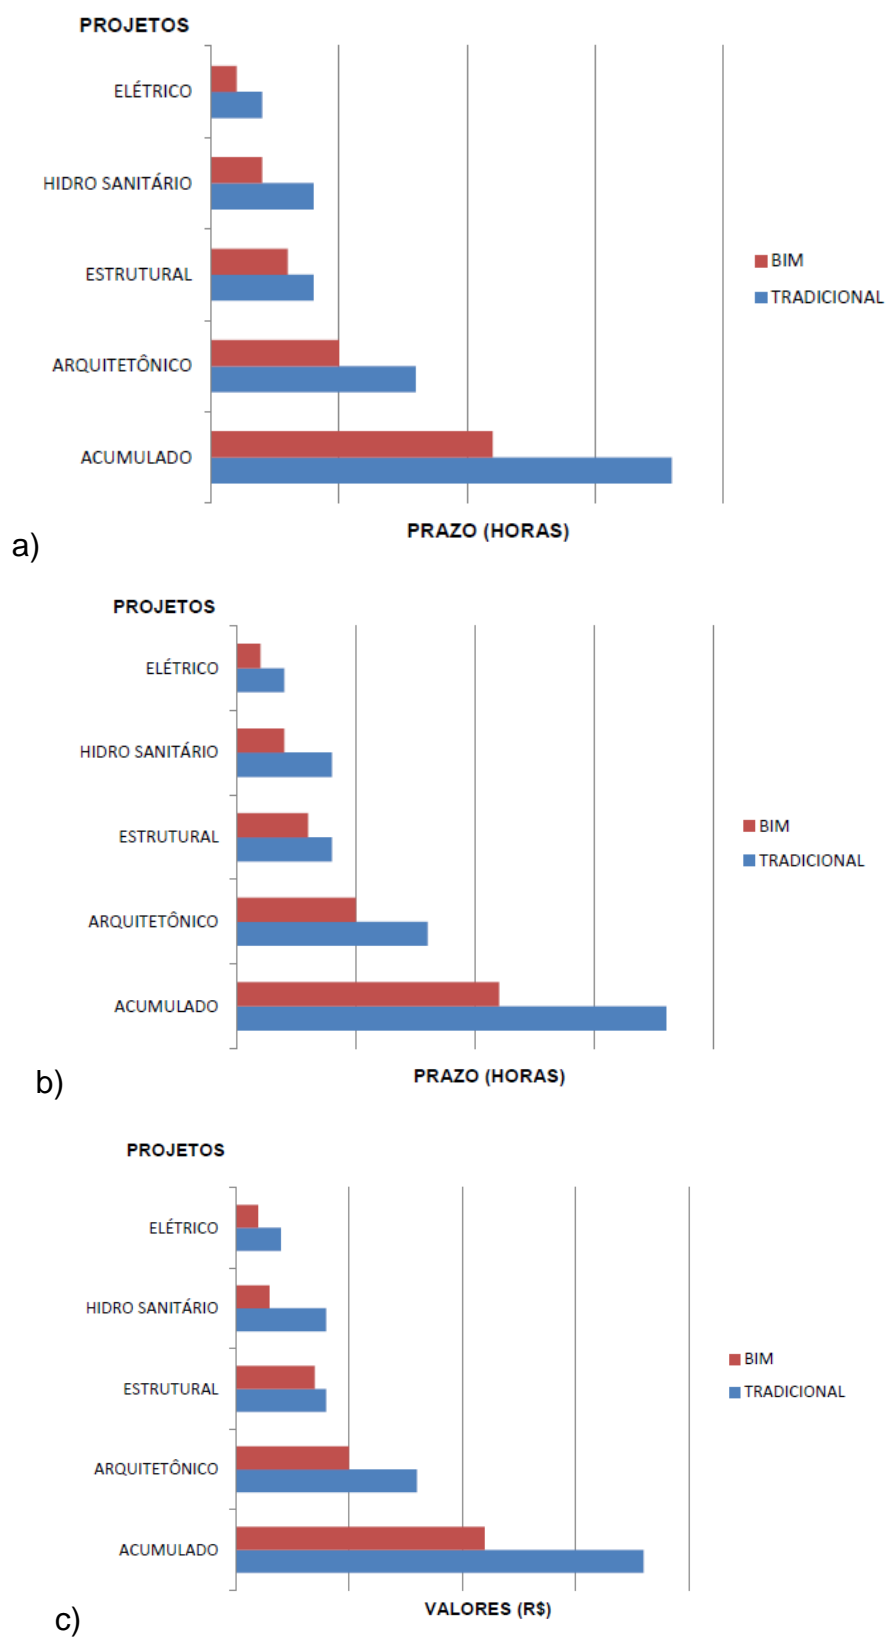 PROJETOS
ELÉTRICO
HIDRO SANITÁRIO
ESTRUTURAL
ARQUITETÔNICO
ACUMULADO
BIM
TRADICIONAL
PRAZO (HORAS)
a)
PROJETOS
ELÉTRICO
HIDRO SANITÁRIO
ESTRUTURAL
ARQUITETÔNICO
ACUMULADO
BIM
TRADICIONAL
PRAZO (HORAS)
b)
PROJETOS
ELÉTRICO
HIDRO SANITÁRIO
ESTRUTURAL
ARQUITETÔNICO
ACUMULADO
BIM
TRADICIONAL
VALORES (R$)
c)